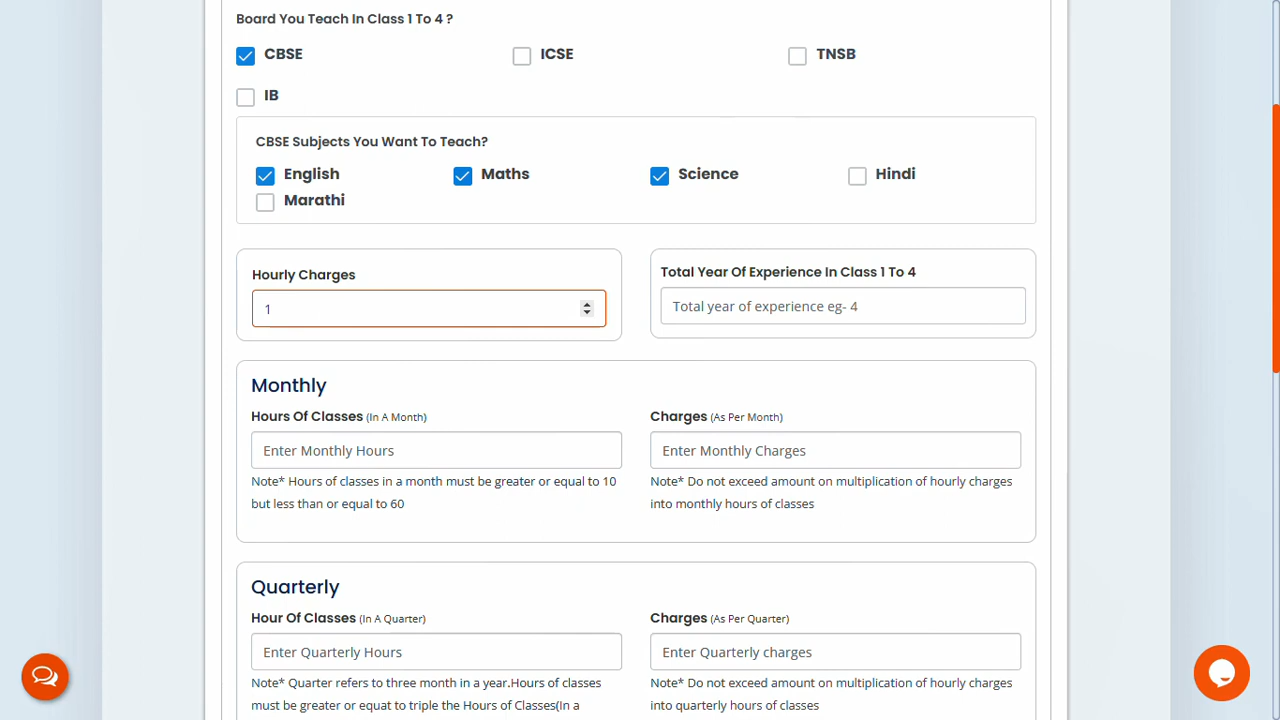 Board You Teach In Class 1 To 4 ?
CBSE ICSE TNSB
IB
CBSE Subjects You Want To Teach?
English Maths Science Hindi
Marathi
Hourly Charges
1
Total Year Of Experience In Class 1 To 4
Total year of experience eg- 4
Monthly
Hours Of Classes (In A Month)
Enter Monthly Hours
Note* Hours of classes in a month must be greater or equal to 10
but less than or equal to 60
Charges (As Per Month)
Enter Monthly Charges
Note* Do not exceed amount on multiplication of hourly charges
into monthly hours of classes
Quarterly
Hour Of Classes (In A Quarter)
Enter Quarterly Hours
Note* Quarter refers to three month in a year.Hours of classes
must be greater or equal to triple the Hours of Classes(In a
Charges (As Per Quarter)
Enter Quarterly charges
Note* Do not exceed amount on multiplication of hourly charges
into quarterly hours of classes